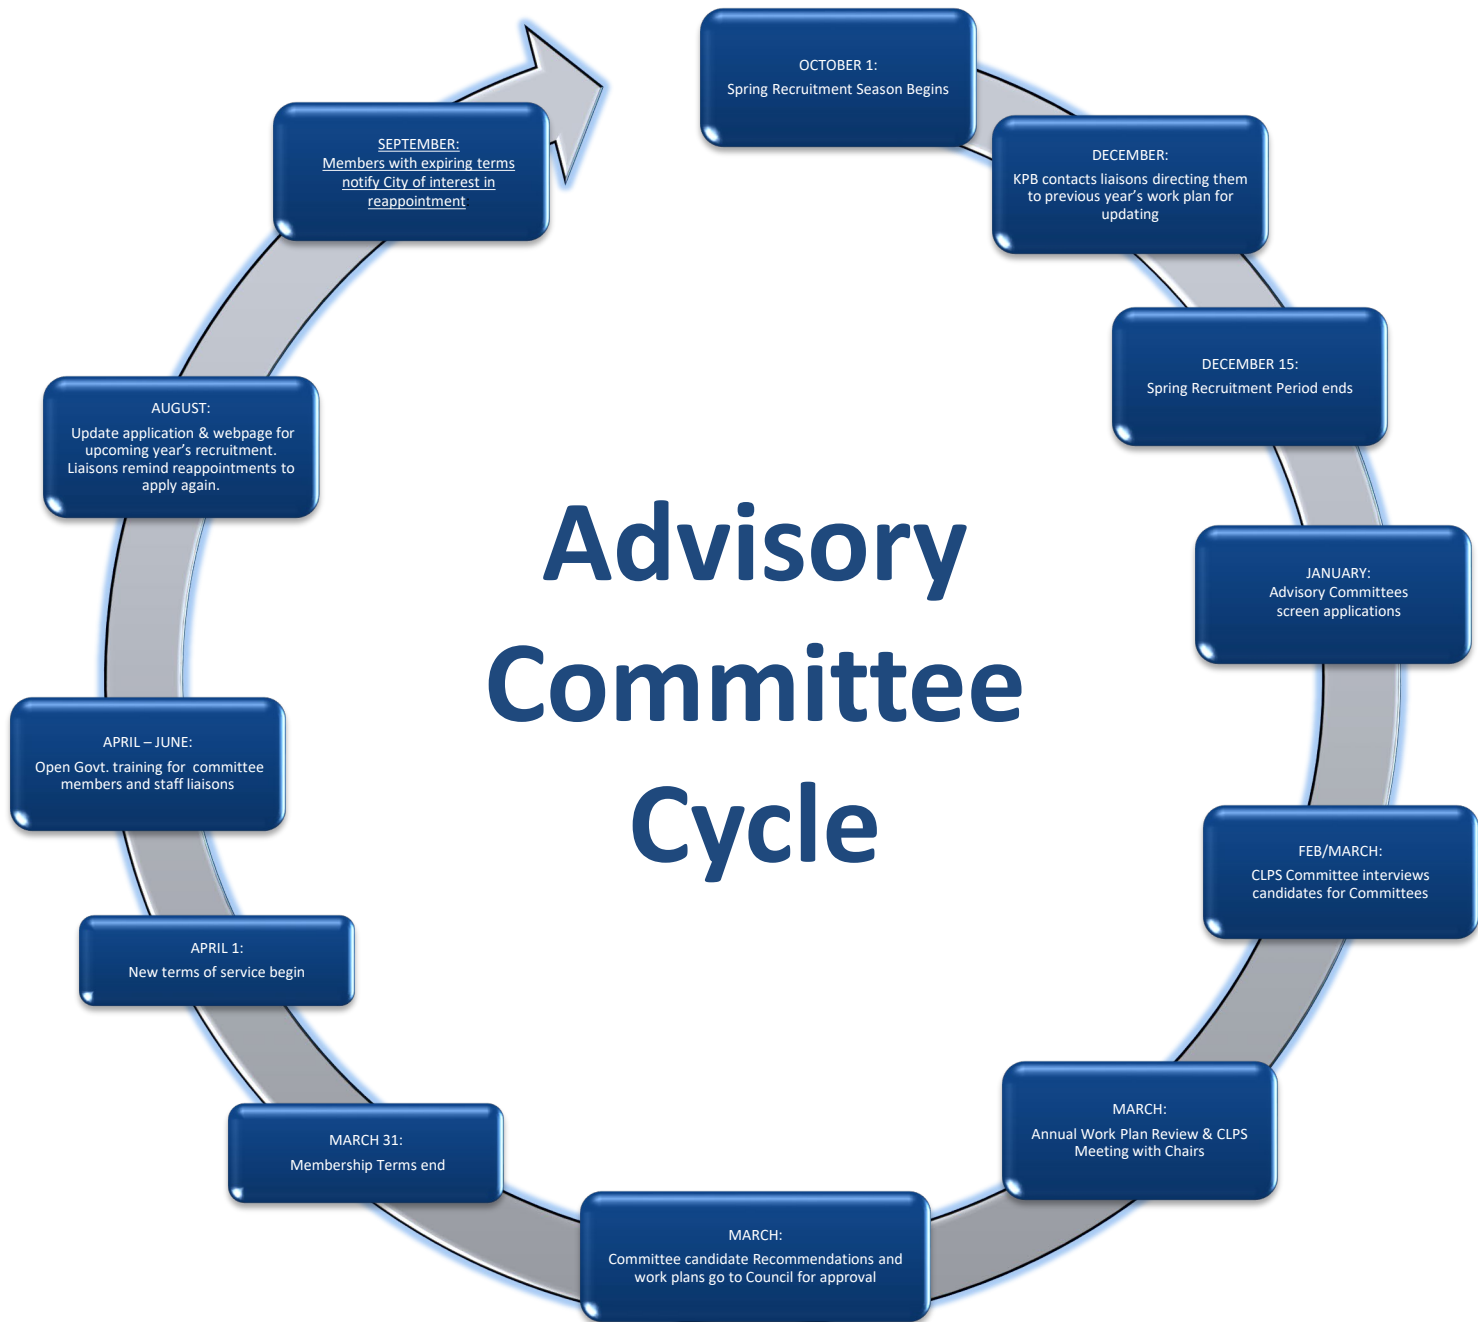 OCTOBER 1:
Spring Recruitment Season Begins
DECEMBER:
KPB contacts liaisons directing them
to previous year’s work plan for
updating
DECEMBER 15:
Spring Recruitment Period ends
JANUARY:
Advisory Committees
screen applications
FEB/MARCH:
CLPS Committee interviews
candidates for Committees
MARCH:
Annual Work Plan Review & CLPS
Meeting with Chairs
MARCH:
Committee candidate Recommendations and
work plans go to Council for approval
MARCH 31:
Membership Terms end
APRIL 1:
New terms of service begin
APRIL – JUNE:
Open Govt. training for committee
members and staff liaisons
AUGUST:
Update application & webpage for
upcoming year’s recruitment.
Liaisons remind reappointments to
apply again.
SEPTEMBER:
Members with expiring terms
notify City of interest in
reappointment
Advisory
Committee
Cycle